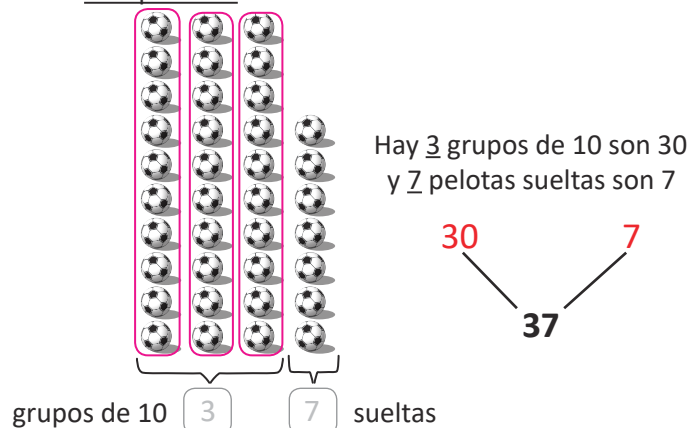 Hay 3 grupos de 10 son 30
y 7 pelotas sueltas son 7
30 7
37
grupos de 10 3 7 sueltas